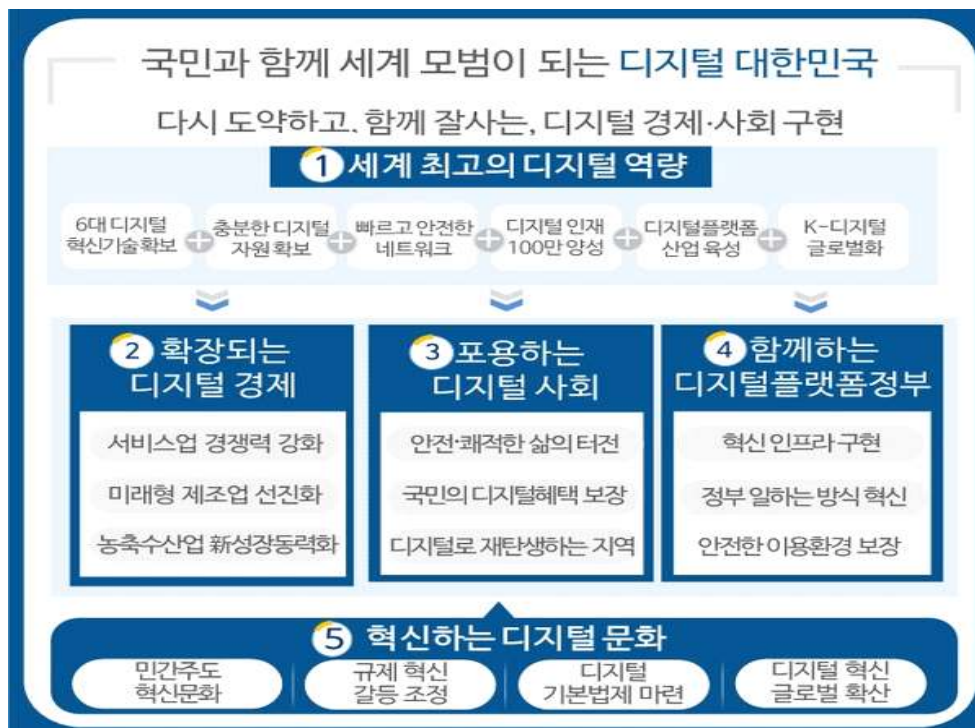 국민과 함께 세계 모범이 되는 디지털 대한민국
다시 도약하고, 함께 잘사는, 디지털 경제·사회 구현
1 세계 최고의 디지털 역량
6대 디지털
혁신기술확보
+
충분한 디지털
자원 확보
+
빠르고 안전한
네트워크
+
디지털 인재
100만 양성
+
디지털플랫폼
산업 육성
+
K-디지털
글로벌화
2 확장되는
디지털 경제
서비스업 경쟁력 강화
미래형 제조업 선진화
농축수산업 新성장동력화
3 포용하는
디지털 사회
안전·쾌적한 삶의 터전
국민의 디지털혜택 보장
디지털로 재탄생하는 지역
4 함께하는
디지털플랫폼정부
혁신 인프라 구현
정부 일하는 방식 혁신
안전한 이용환경 보장
5 혁신하는 디지털 문화
민간주도
혁신문화
규제 혁신
갈등 조정
디지털
기본법제 마련
디지털 혁신
글로벌 확산